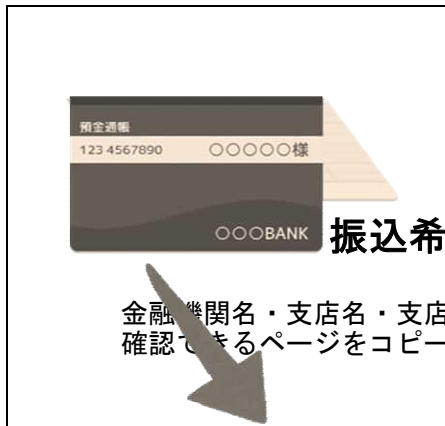 預金通帳
123 4567890 ○○○○○様
○○○BANK
振込希
金融機関名・支店名・支店
確認できるページをコピー